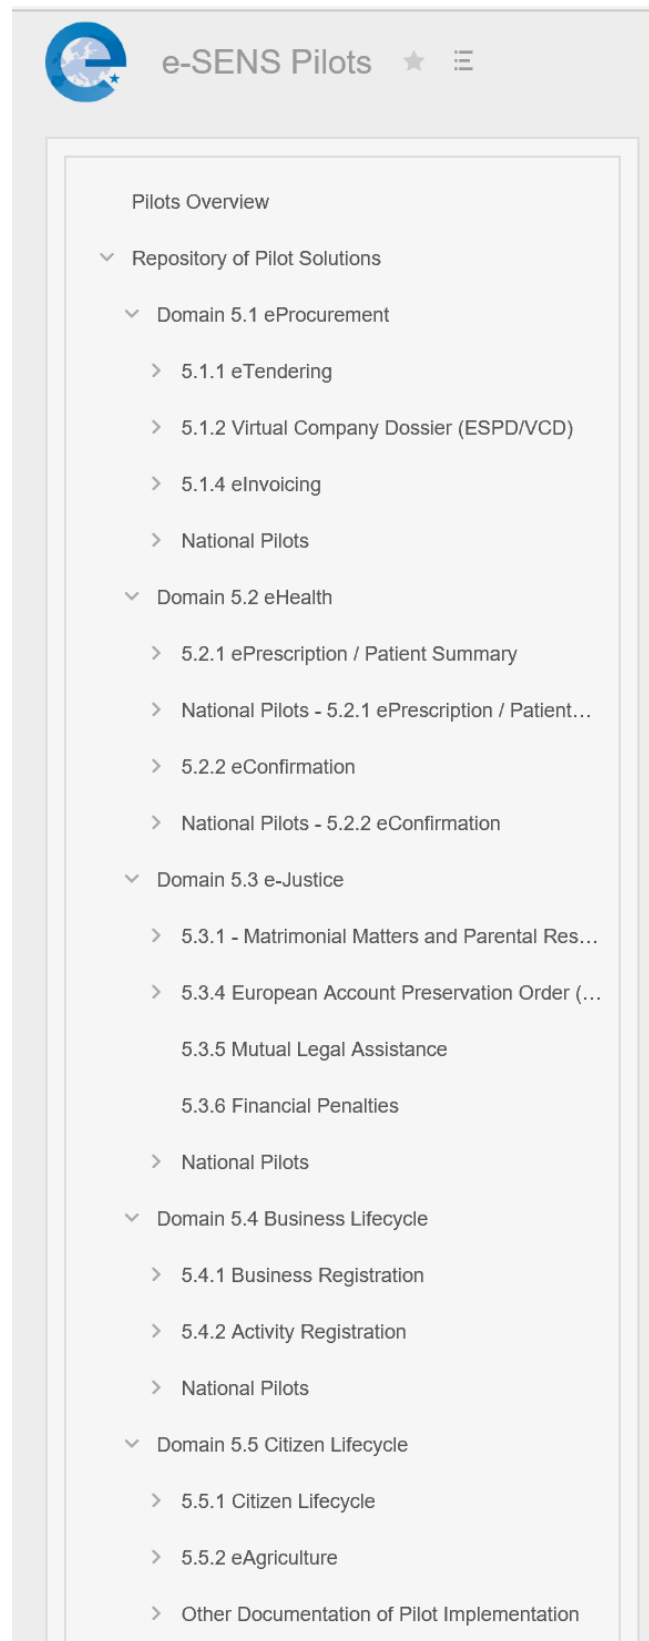 e-SENS Pilots
Pilots Overview
Repository of Pilot Solutions
Domain 5.1 eProcurement
5.1.1 eTendering
5.1.2 Virtual Company Dossier (ESPD/VCD)
5.1.4 eInvoicing
National Pilots
Domain 5.2 eHealth
5.2.1 ePrescription / Patient Summary
National Pilots - 5.2.1 ePrescription / Patient...
5.2.2 eConfirmation
National Pilots - 5.2.2 eConfirmation
Domain 5.3 e-Justice
5.3.1 - Matrimonial Matters and Parental Res...
5.3.4 European Account Preservation Order (...
5.3.5 Mutual Legal Assistance
5.3.6 Financial Penalties
National Pilots
Domain 5.4 Business Lifecycle
5.4.1 Business Registration
5.4.2 Activity Registration
National Pilots
Domain 5.5 Citizen Lifecycle
5.5.1 Citizen Lifecycle
5.5.2 eAgriculture
Other Documentation of Pilot Implementation